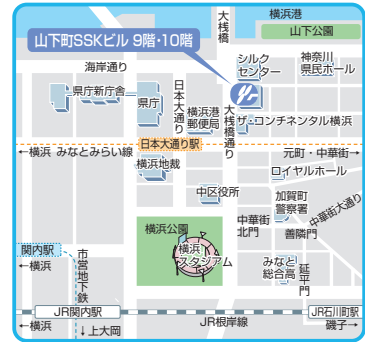 横浜港
大桟橋
山下公園
山下町SSKビル 9階・10階
シルク
センター
神奈川
県民ホール
海岸通り
県庁新庁舎
県庁
日本大通り
横浜港
郵便局
大桟橋通り
ザ・コンチネンタル横浜
日本大通り駅
←横浜 みなとみらい線
元町・中華街→
横浜地裁
ロイヤルホール
中区役所
加賀町
警察署
中華街大通り
横浜公園
中華街
北門
善隣門
横浜
スタジアム
関内駅
←横浜
市営地下鉄
みなと
総合高
延平門
JR関内駅
JR石川町駅
←横浜
↓上大岡
JR根岸線
磯子→